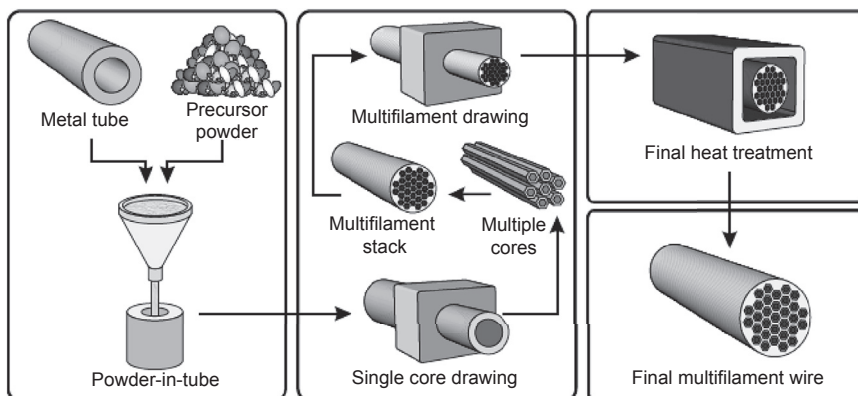 Metal tube
Precursor
powder
Powder-in-tube
Multifilament drawing
Multifilament
stack
Multiple
cores
Single core drawing
Final heat treatment
Final multifilament wire